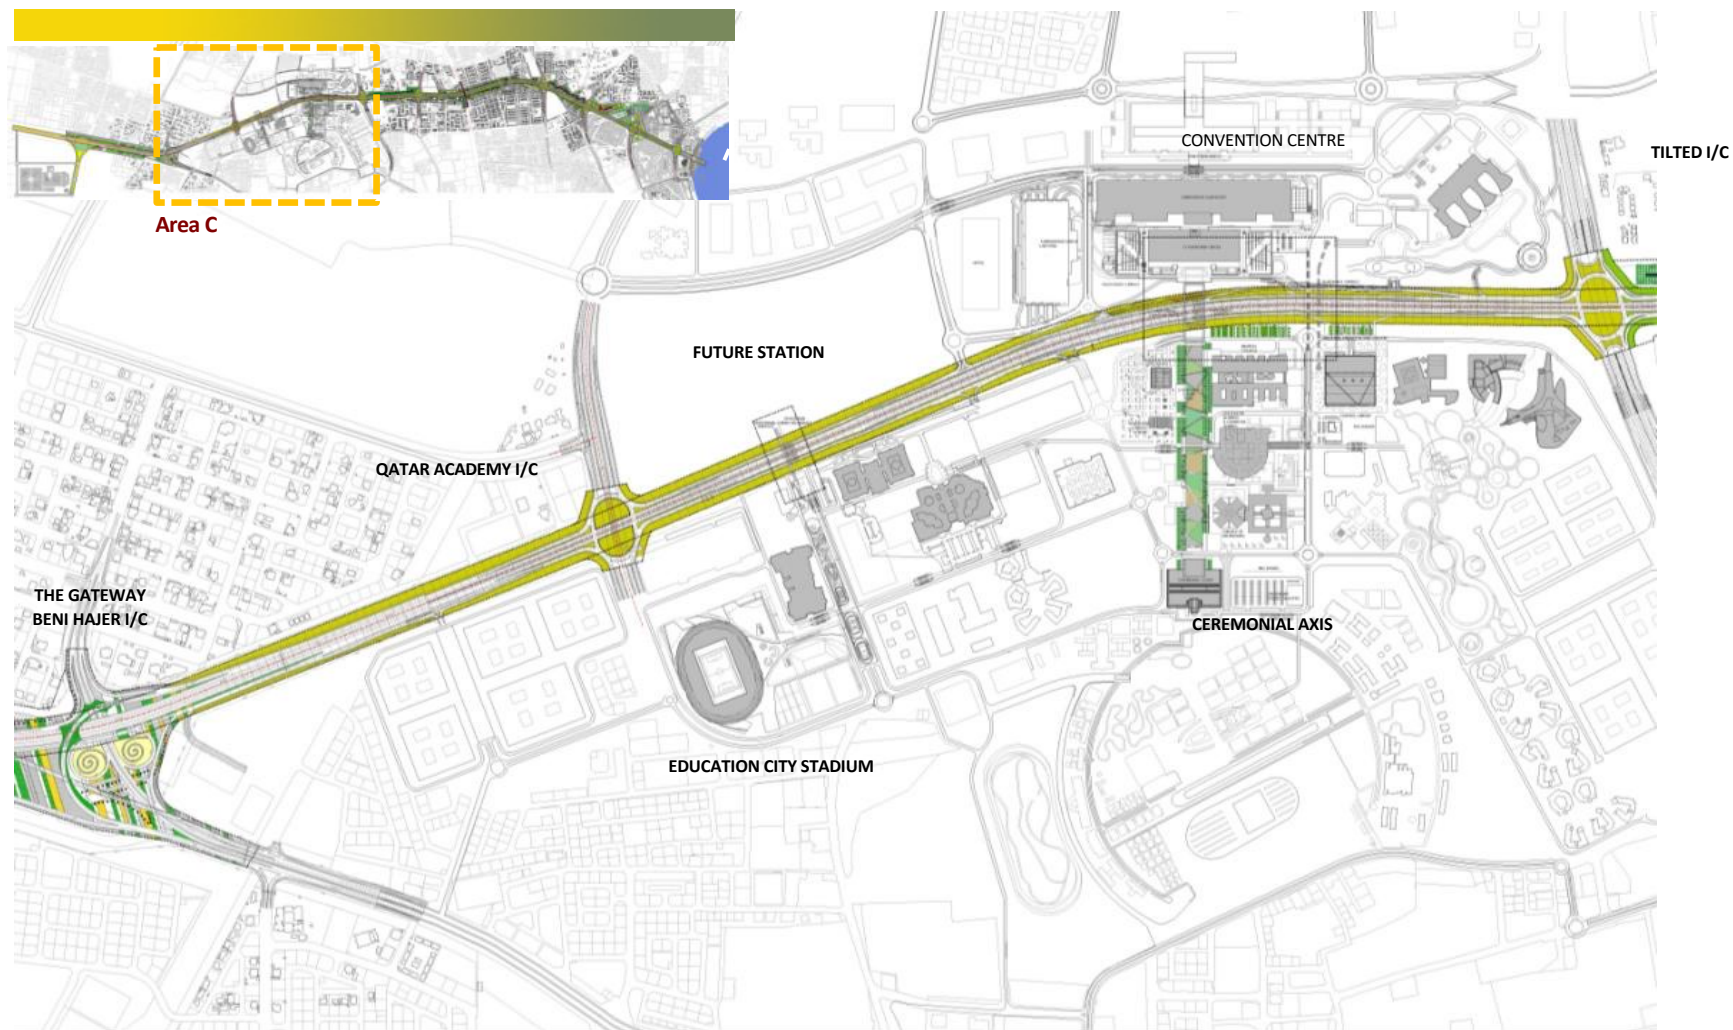 CONVENTION CENTRE
TILTED I/C
Area C
FUTURE STATION
QATAR ACADEMY I/C
THE GATEWAY
BENI HAJER I/C
CEREMONIAL AXIS
EDUCATION CITY STADIUM